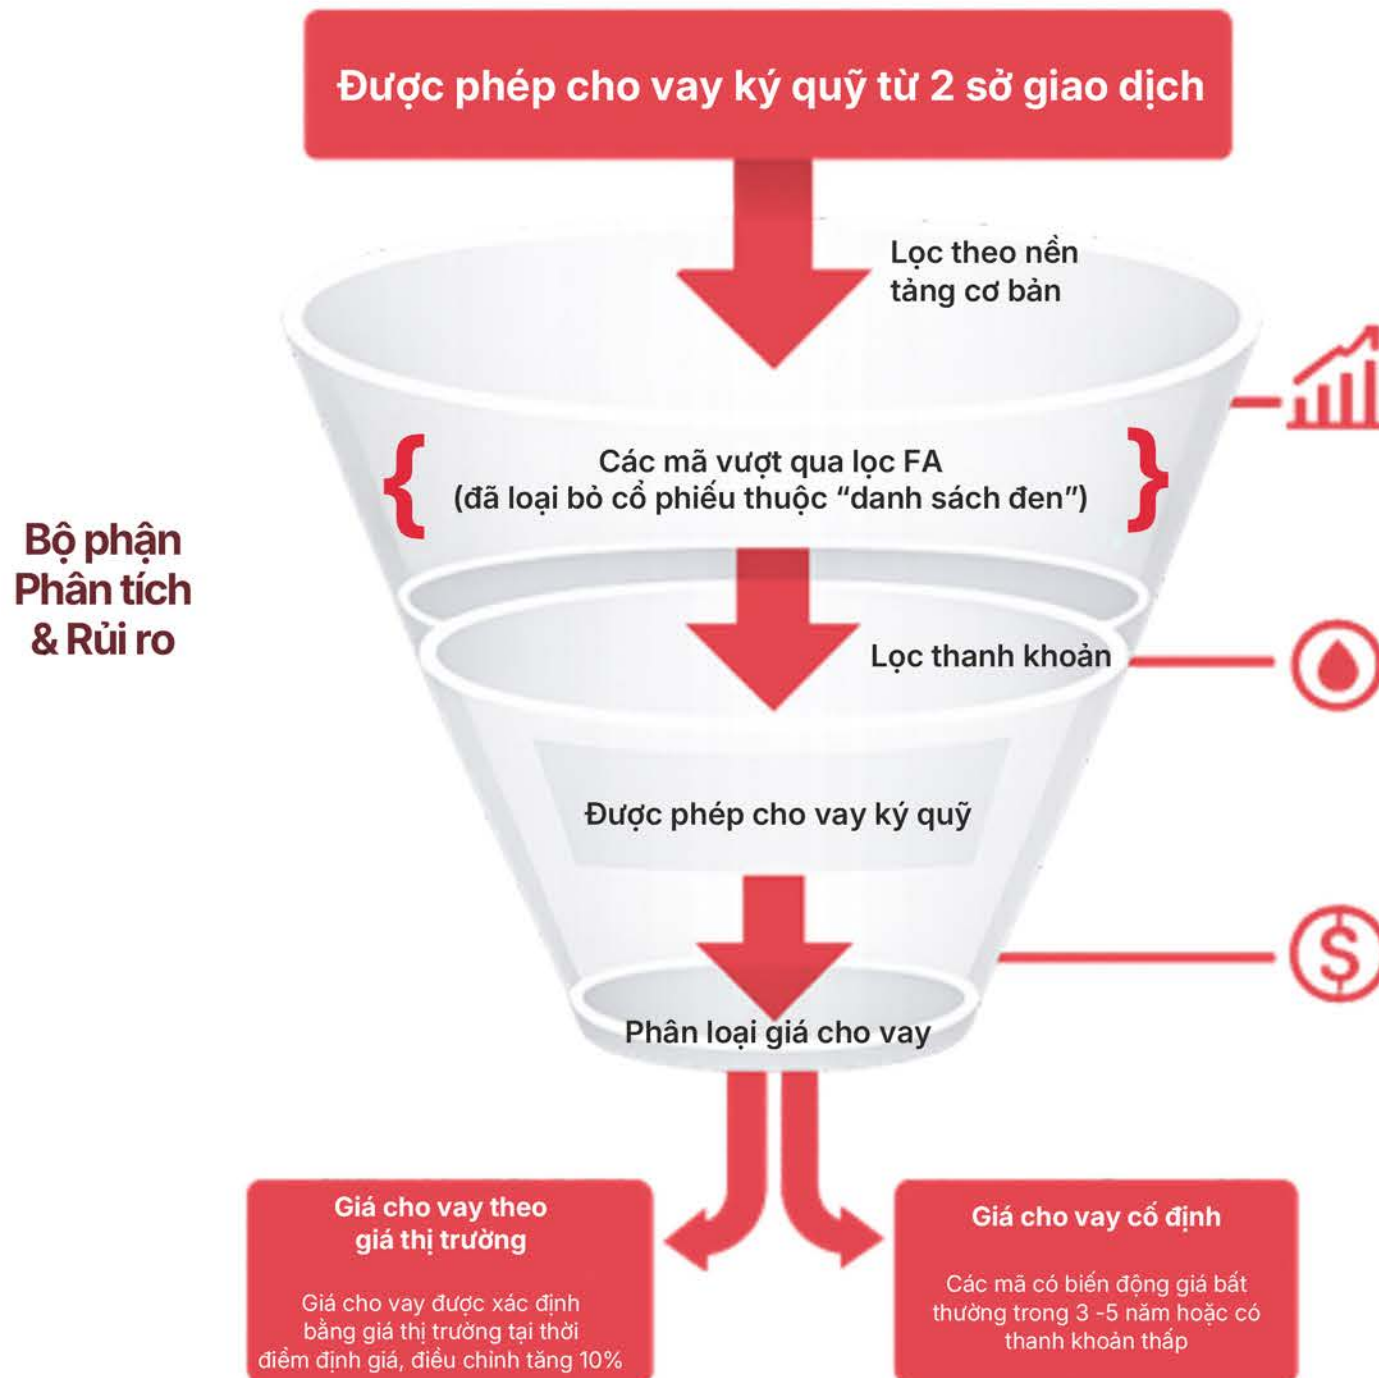 Được phép cho vay ký quỹ từ 2 sở giao dịch
Lọc theo nền
tảng cơ bản
Các mã vượt qua lọc FA
(đã loại bỏ cổ phiếu thuộc “danh sách đen”)
Bộ phận
Phân tích
& Rủi ro
Lọc thanh khoản
Được phép cho vay ký quỹ
Phân loại giá cho vay
Giá cho vay theo
giá thị trường
Giá cho vay được xác định
bằng giá thị trường tại thời
điểm định giá, điều chỉnh tăng 10%
Giá cho vay cố định
Các mã có biến động giá bất
thường trong 3 -5 năm hoặc có
thanh khoản thấp